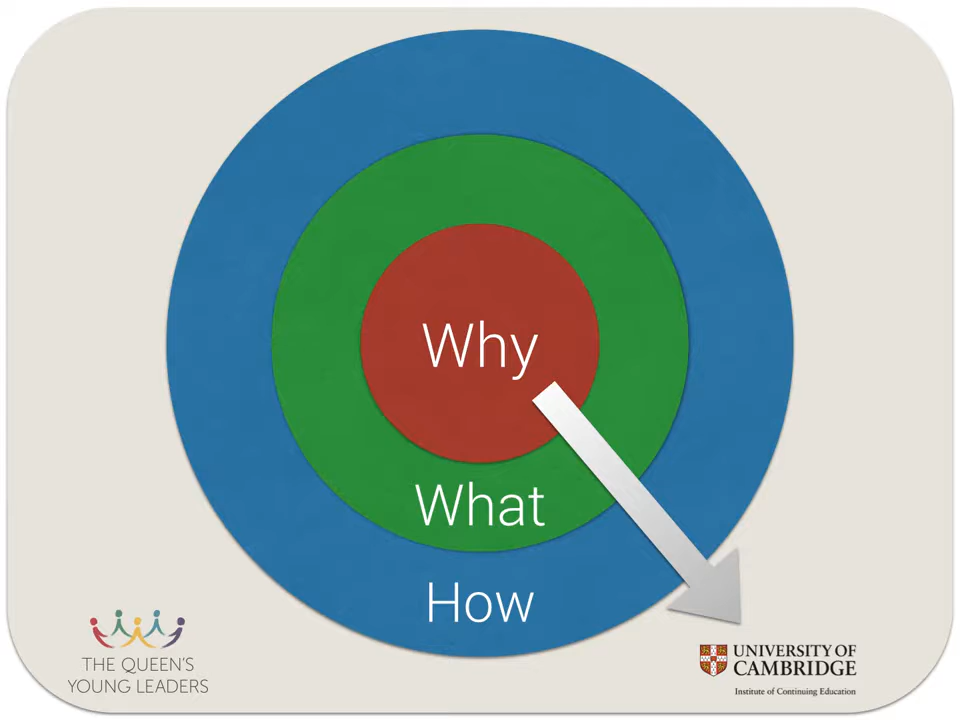 Why
What
How
THE QUEEN'S
YOUNG LEADERS
UNIVERSITY OF
CAMBRIDGE
Institute of Continuing Education